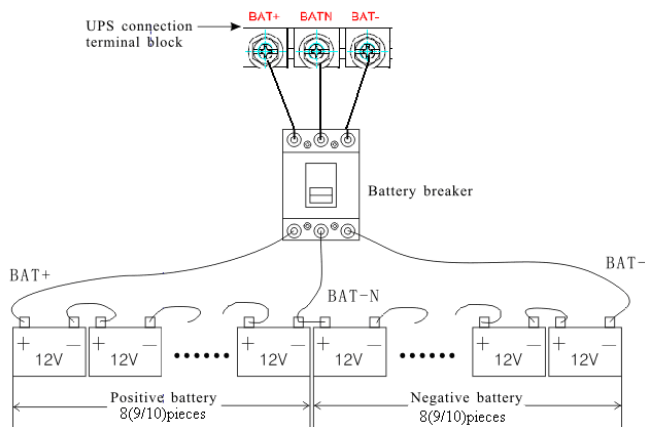 BAT+ BATN BAT-
UPS connection
terminal block
Battery breaker
BAT+
BAT-
BAT-N
+ − + − + − + − + − + −
12V 12V 12V 12V 12V 12V
Positive battery
8(9/10)pieces
Negative battery
8(9/10)pieces